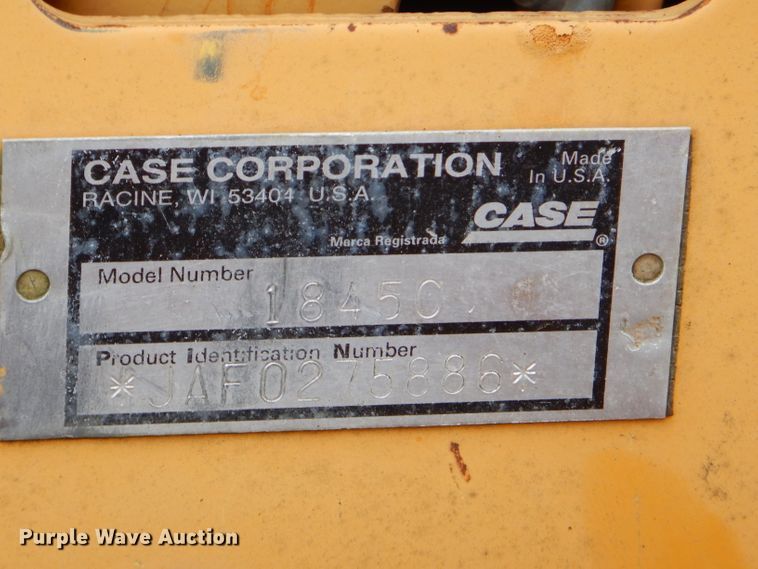 CASE CORPORATION
RACINE, WI 53404 U.S.A.
Made
In U.S.A.
CASE
®
Marca Registrada
Model Number
1845C
Product Identification Number
*JAF0275886*
Purple Wave Auction